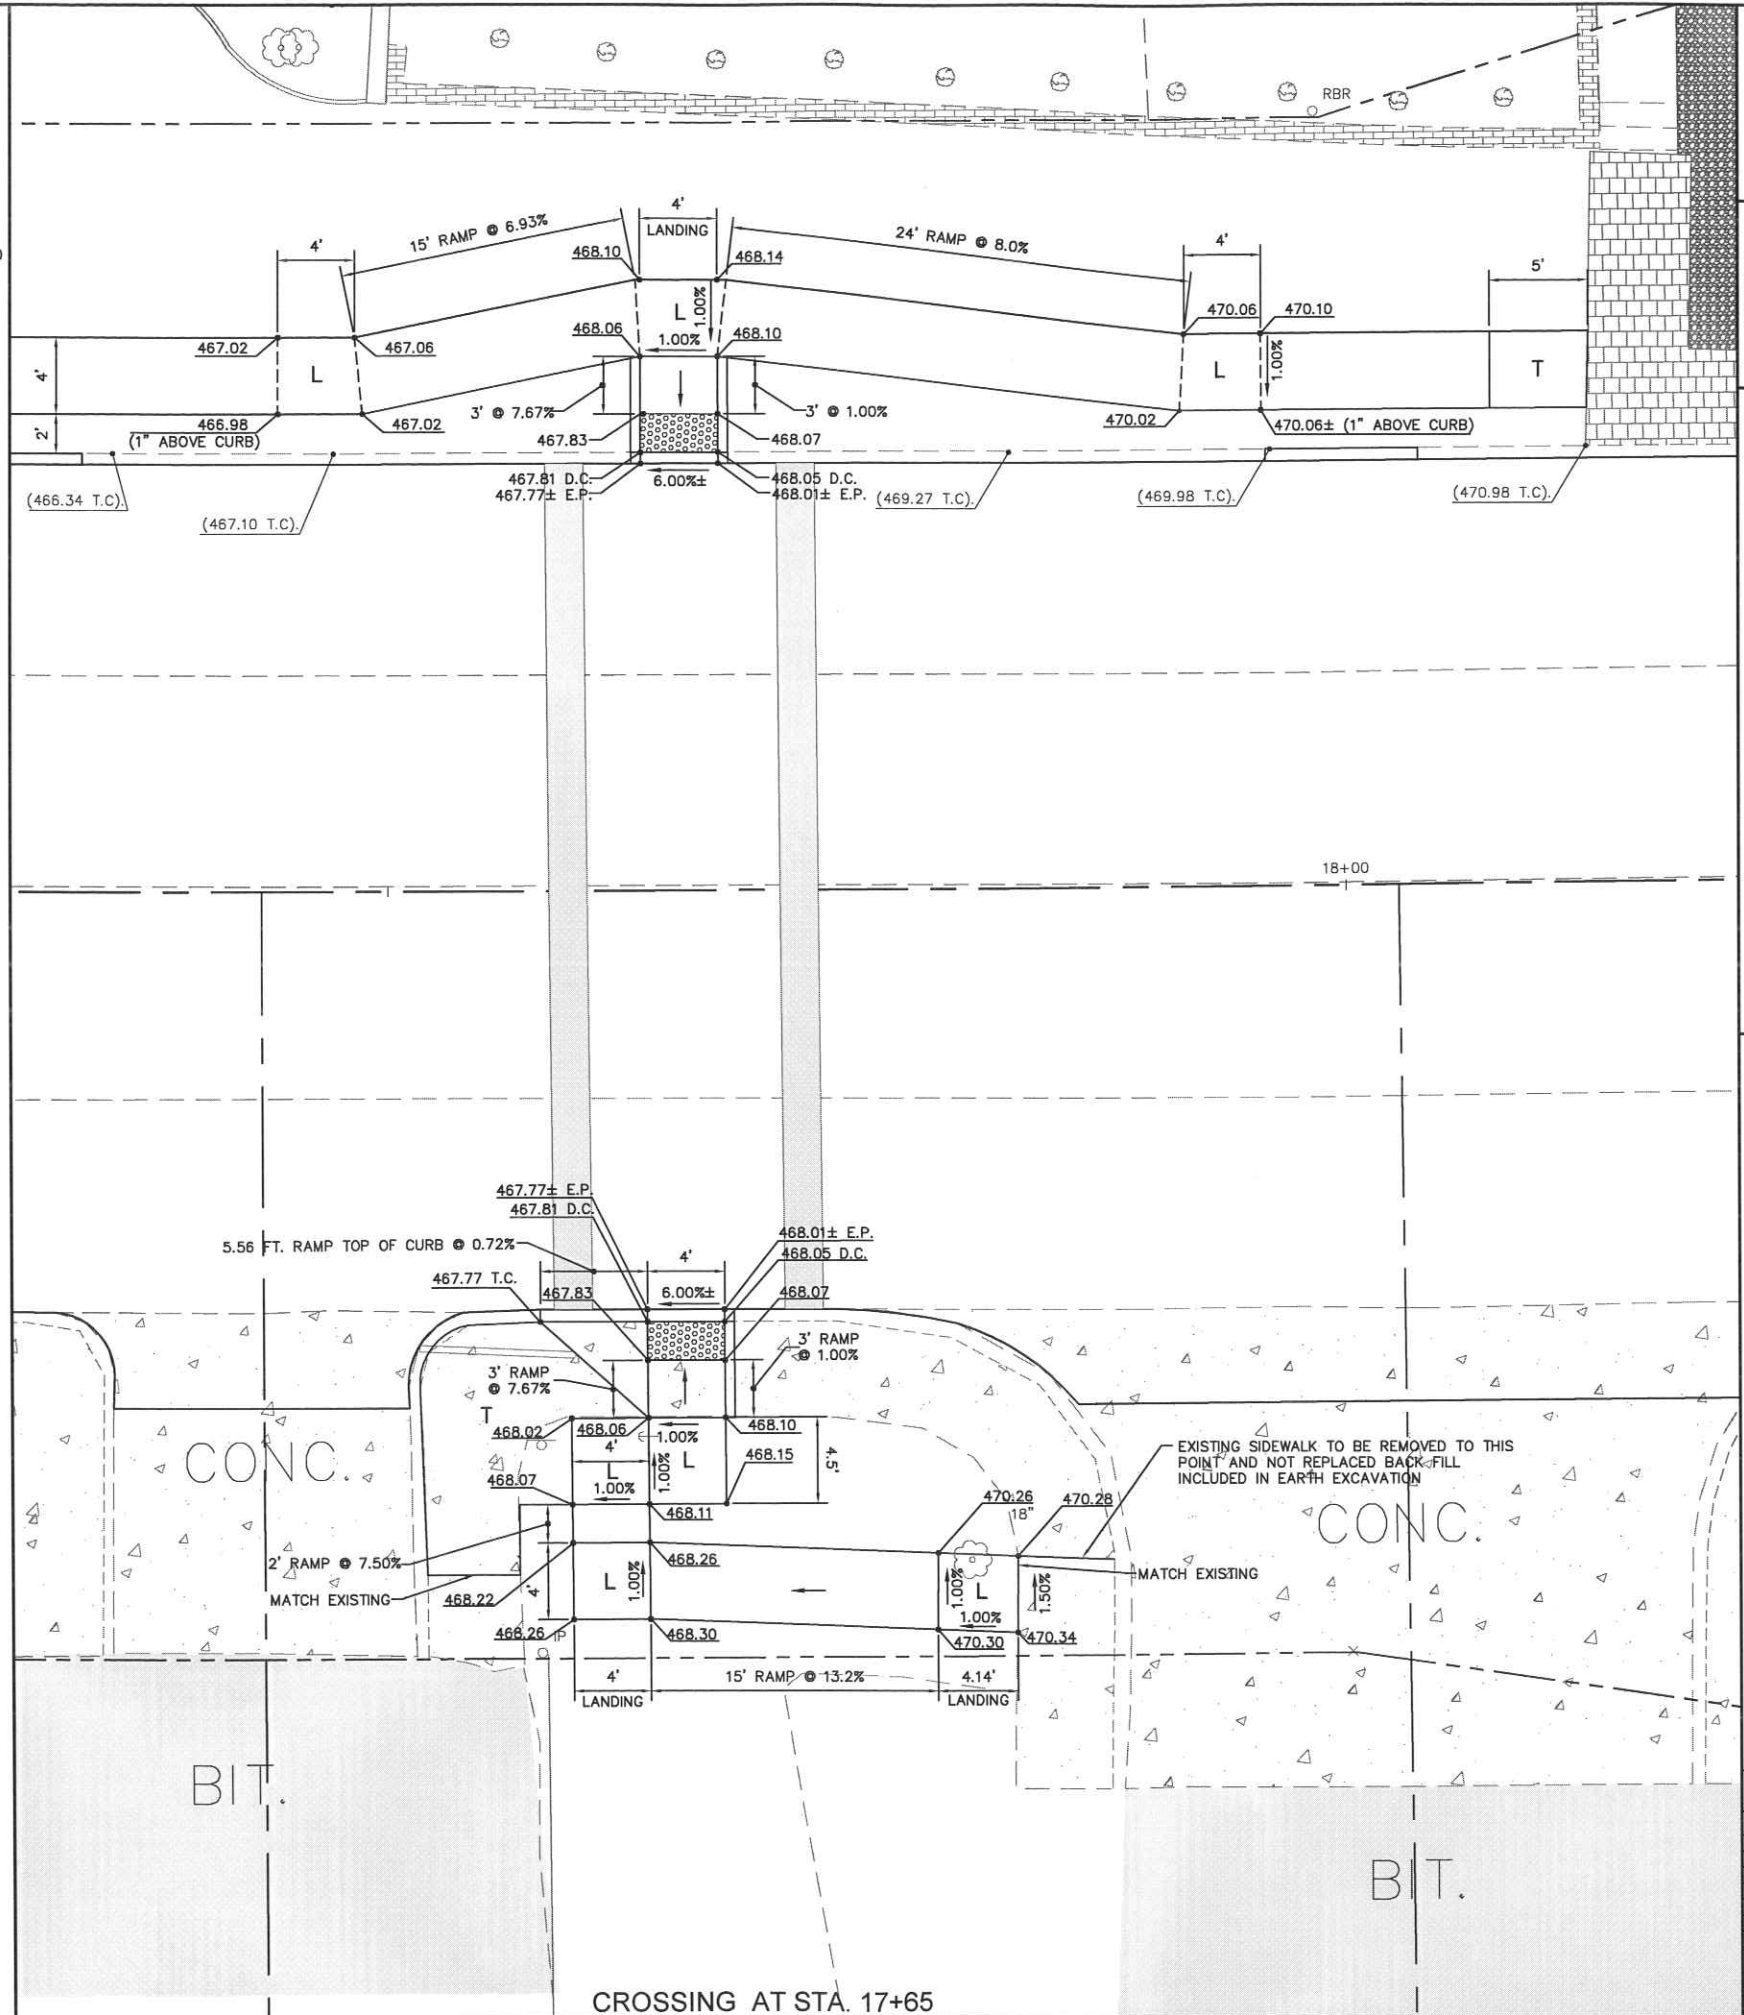 RBR
4'
LANDING
15' RAMP @ 6.93%
24' RAMP @ 8.0%
4'
4'
5'
468.10
468.14
L
1.00%
468.06
1.00%
468.10
470.06
470.10
467.02
467.06
L
L
1.00%
T
4'
2'
466.98
(1" ABOVE CURB)
467.02
3' @ 7.67%
3' @ 1.00%
467.83
468.07
470.02
470.06± (1" ABOVE CURB)
467.81 D.C.
467.77± E.P.
6.00%±
468.05 D.C.
468.01± E.P.
(466.34 T.C).
(467.10 T.C).
(469.27 T.C).
(469.98 T.C).
(470.98 T.C).
18+00
467.77± E.P.
467.81 D.C.
468.01± E.P.
468.05 D.C.
5.56 FT. RAMP TOP OF CURB @ 0.72%
4'
467.77 T.C.
467.83
6.00%±
468.07
3' RAMP
@ 1.00%
3' RAMP
@ 7.67%
T
468.02
468.06
1.00%
468.10
4'
L
1.00%
1.00%
L
468.15
4.5'
468.07
468.11
CONC.
EXISTING SIDEWALK TO BE REMOVED TO THIS
POINT AND NOT REPLACED BACK FILL
INCLUDED IN EARTH EXCAVATION
CONC.
470.26
18"
470.28
2' RAMP @ 7.50%
468.26
MATCH EXISTING
468.22
4'
L
1.00%
1.00%
L
1.00%
1.50%
MATCH EXISTING
468.26
IP
468.30
470.30
470.34
4'
LANDING
15' RAMP @ 13.2%
4.14'
LANDING
BIT.
BIT.
CROSSING AT STA. 17+65